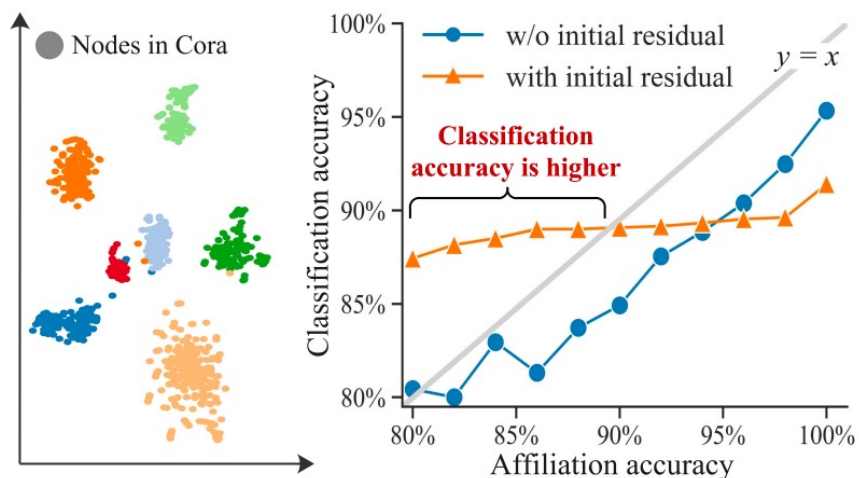 Nodes in Cora
100%
95%
90%
85%
80%
Classification accuracy
w/o initial residual
with initial residual
y = x
Classification
accuracy is higher
80%
85%
90%
95%
100%
Affiliation accuracy